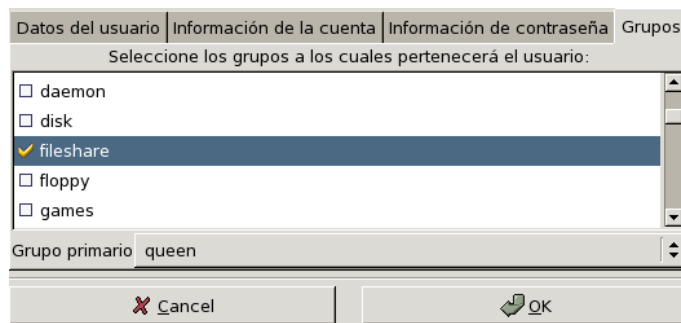 Datos del usuario Información de la cuenta Información de contraseña Grupos
Seleccione los grupos a los cuales pertenecerá el usuario:
daemon
disk
fileshare
floppy
games
Grupo primario queen
Cancel OK